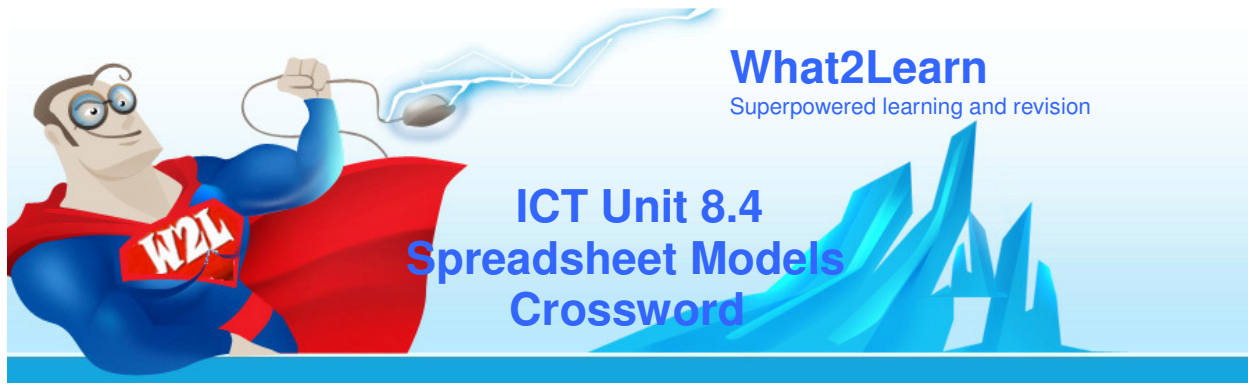 What2Learn
Superpowered learning and revision
ICT Unit 8.4
Spreadsheet Models
Crossword
W2L